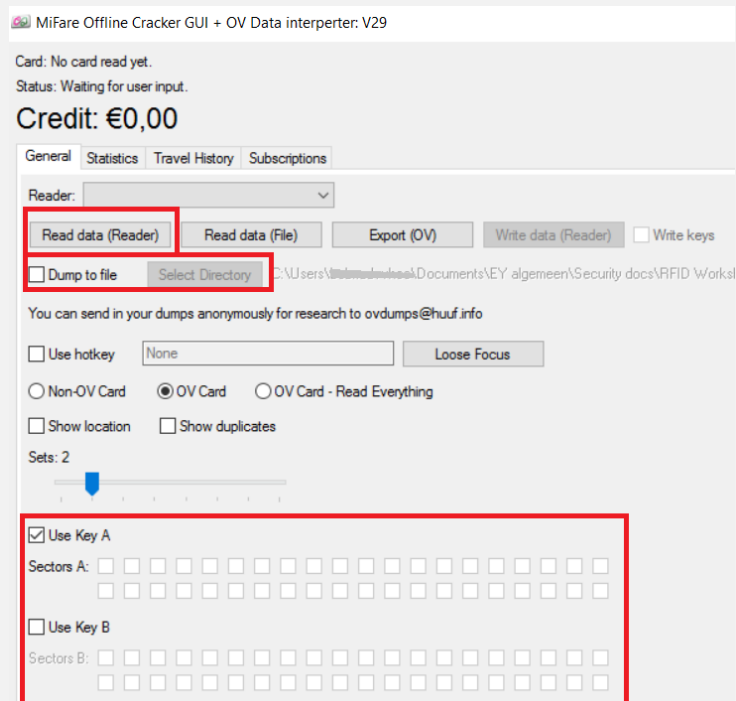 MiFare Offline Cracker GUI + OV Data interperter: V29
Card: No card read yet.
Status: Waiting for user input.
Credit: €0,00
General Statistics Travel History Subscriptions
Reader:
Read data (Reader) Read data (File) Export (OV) Write data (Reader) Write keys
Dump to file Select Directory C:\Users\ \Documents\EY algemeen\Security docs\RFID Worksh
You can send in your dumps anonymously for research to ovdumps@huuf.info
Use hotkey None Loose Focus
Non-OV Card OV Card OV Card - Read Everything
Show location Show duplicates
Sets: 2
Use Key A
Sectors A:
Use Key B
Sectors B: